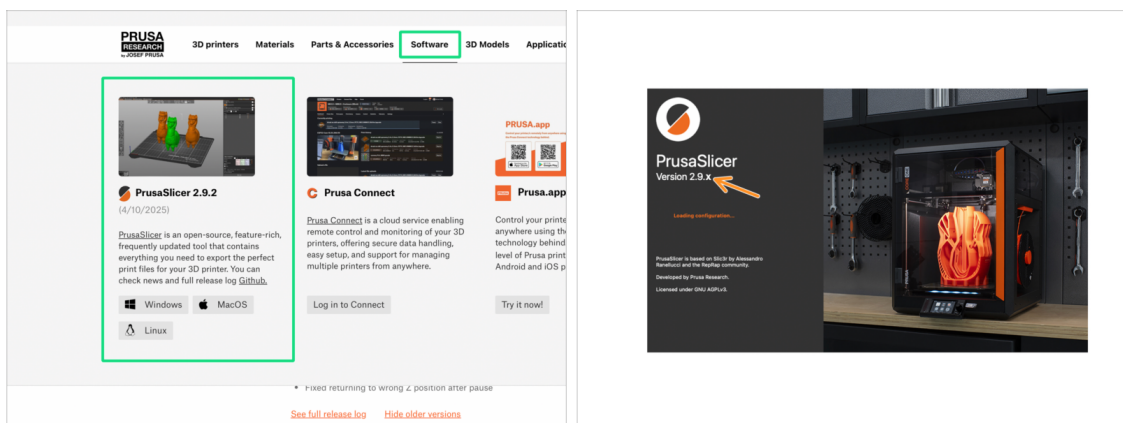 PRUSA
RESEARCH
by JOSEF PRUSA
3D printers Materials Parts & Accessories Software 3D Models Applicatio
PrusaSlicer 2.9.2
(4/10/2025)
PrusaSlicer is an open-source, feature-rich,
frequently updated tool that contains
everything you need to export the perfect
print files for your 3D printer. You can
check news and full release log Github.
Windows MacOS
Linux
Prusa Connect
Prusa Connect is a cloud service enabling
remote control and monitoring of your 3D
printers, offering secure data handling,
easy setup, and support for managing
multiple printers from anywhere.
Log in to Connect
PRUSA.app
Prusa.app
Control your printe
anywhere using the
technology behind
level of Prusa print
Android and iOS p
Try it now!
• Fixed returning to wrong Z position after pause
See full release log Hide older versions
PrusaSlicer
Version 2.9.x
Loading configuration...
PrusaSlicer is based on Slic3r by Alessandro
Ranellucci and the RepRap community.
Developed by Prusa Research.
Licensed under GNU AGPLv3.